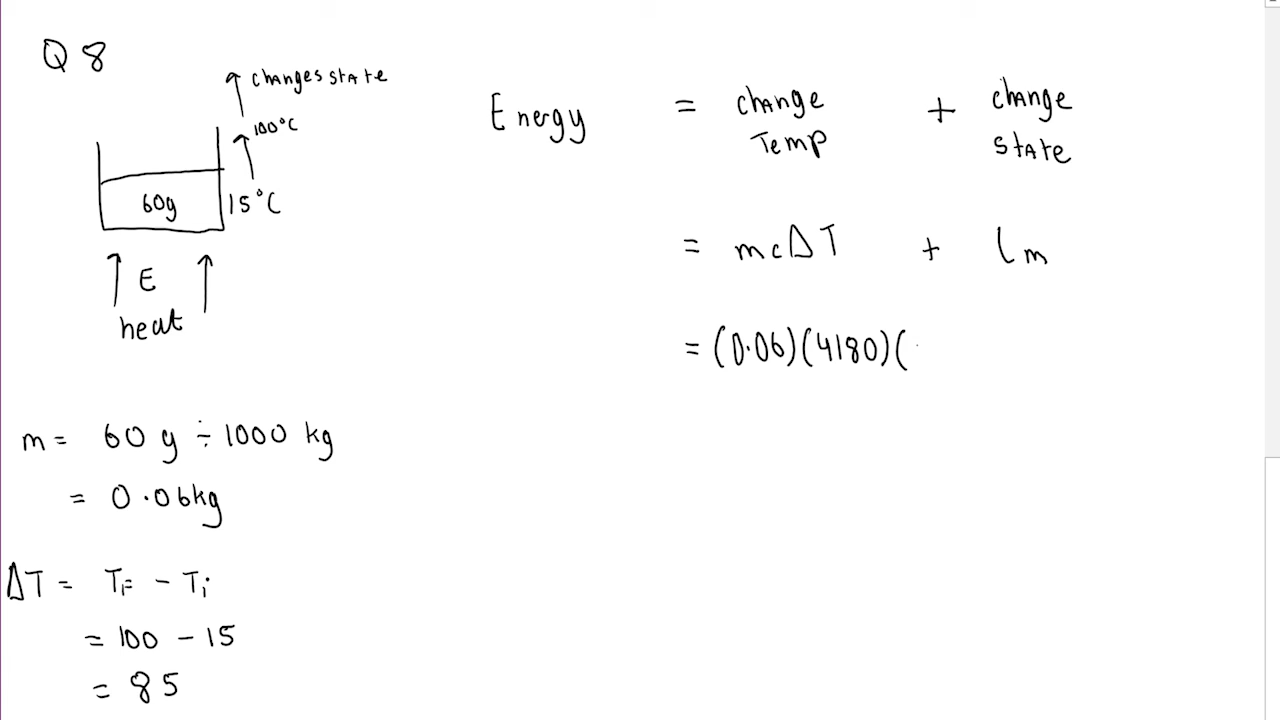 Q8
changes state
100°C
60g 15°C
E
heat
Energy = change Temp + change state
= mcΔT + lm
= (0.06)(4180)(
m = 60 g ÷ 1000 kg
= 0.06kg
ΔT = TF - Ti
= 100 - 15
= 85